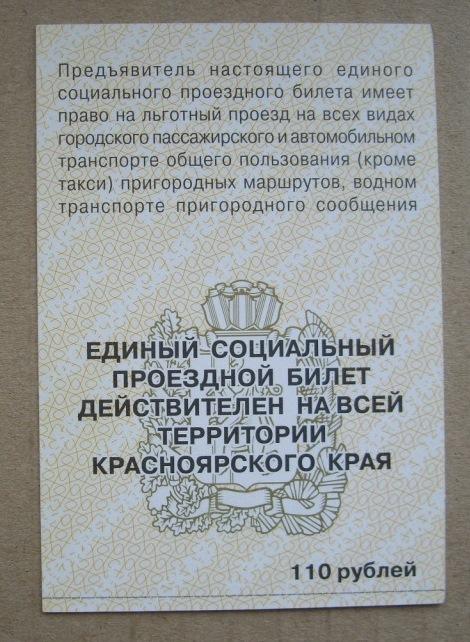 Предъявитель настоящего единого
социального проездного билета имеет
право на льготный проезд на всех видах
городского пассажирского и автомобильном
транспорте общего пользования (кроме
такси) пригородных маршрутов, водном
транспорте пригородного сообщения
ЕДИНЫЙ СОЦИАЛЬНЫЙ
ПРОЕЗДНОЙ БИЛЕТ
ДЕЙСТВИТЕЛЕН НА ВСЕЙ
ТЕРРИТОРИИ
КРАСНОЯРСКОГО КРАЯ
110 рублей